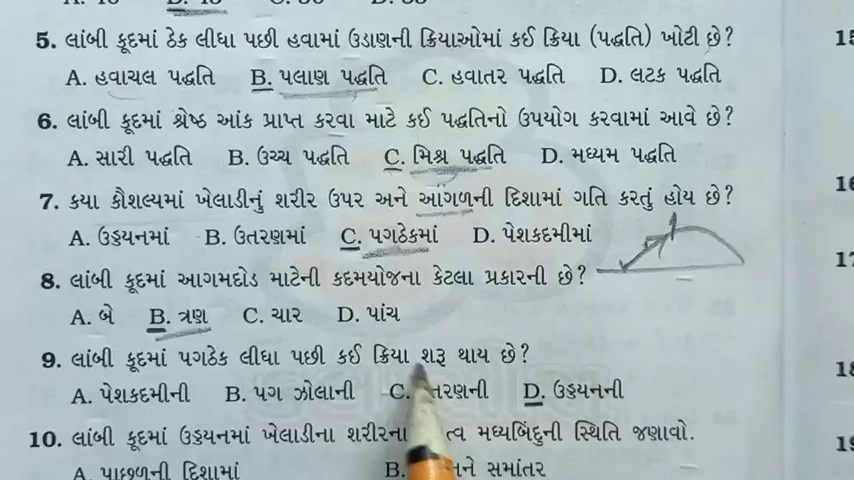 5. લાંબી કૂદમાં ઠેક લીધા પછી હવામાં ઉડાણની ક્રિયાઓમાં કઈ ક્રિયા (પદ્ધતિ) ખોટી છે?
A. હવાચલ પદ્ધતિ B. પલાણ પદ્ધતિ C. હવાતર પદ્ધતિ D. લટક પદ્ધતિ
6. લાંબી કૂદમાં શ્રેષ્ઠ આંક પ્રાપ્ત કરવા માટે કઈ પદ્ધતિનો ઉપયોગ કરવામાં આવે છે?
A. સારી પદ્ધતિ B. ઉચ્ચ પદ્ધતિ C. મિશ્ર પદ્ધતિ D. મધ્યમ પદ્ધતિ
7. કયા કૌશલ્યમાં ખેલાડીનું શરીર ઉપર અને આંગળની દિશામાં ગતિ કરતું હોય છે?
A. ઉડ્ડયનમાં B. ઉતરણમાં C. પગઠેકમાં D. પેશકદમીમાં
8. લાંબી કૂદમાં આગમદોડ માટેની કદમયોજના કેટલા પ્રકારની છે?
A. બે B. ત્રણ C. ચાર D. પાંચ
9. લાંબી કૂદમાં પગઠેક લીધા પછી કઈ ક્રિયા શરૂ થાય છે?
A. પેશકદમીની B. પગ ઝોલાની C. D. ઉડ્ડયનની
10. લાંબી કૂદમાં ઉડ્ડયનમાં ખેલાડીના શરીરના મધ્યબિંદુની સ્થિતિ જણાવો.
A. પાછળની દિશામાં B. સમાંતર